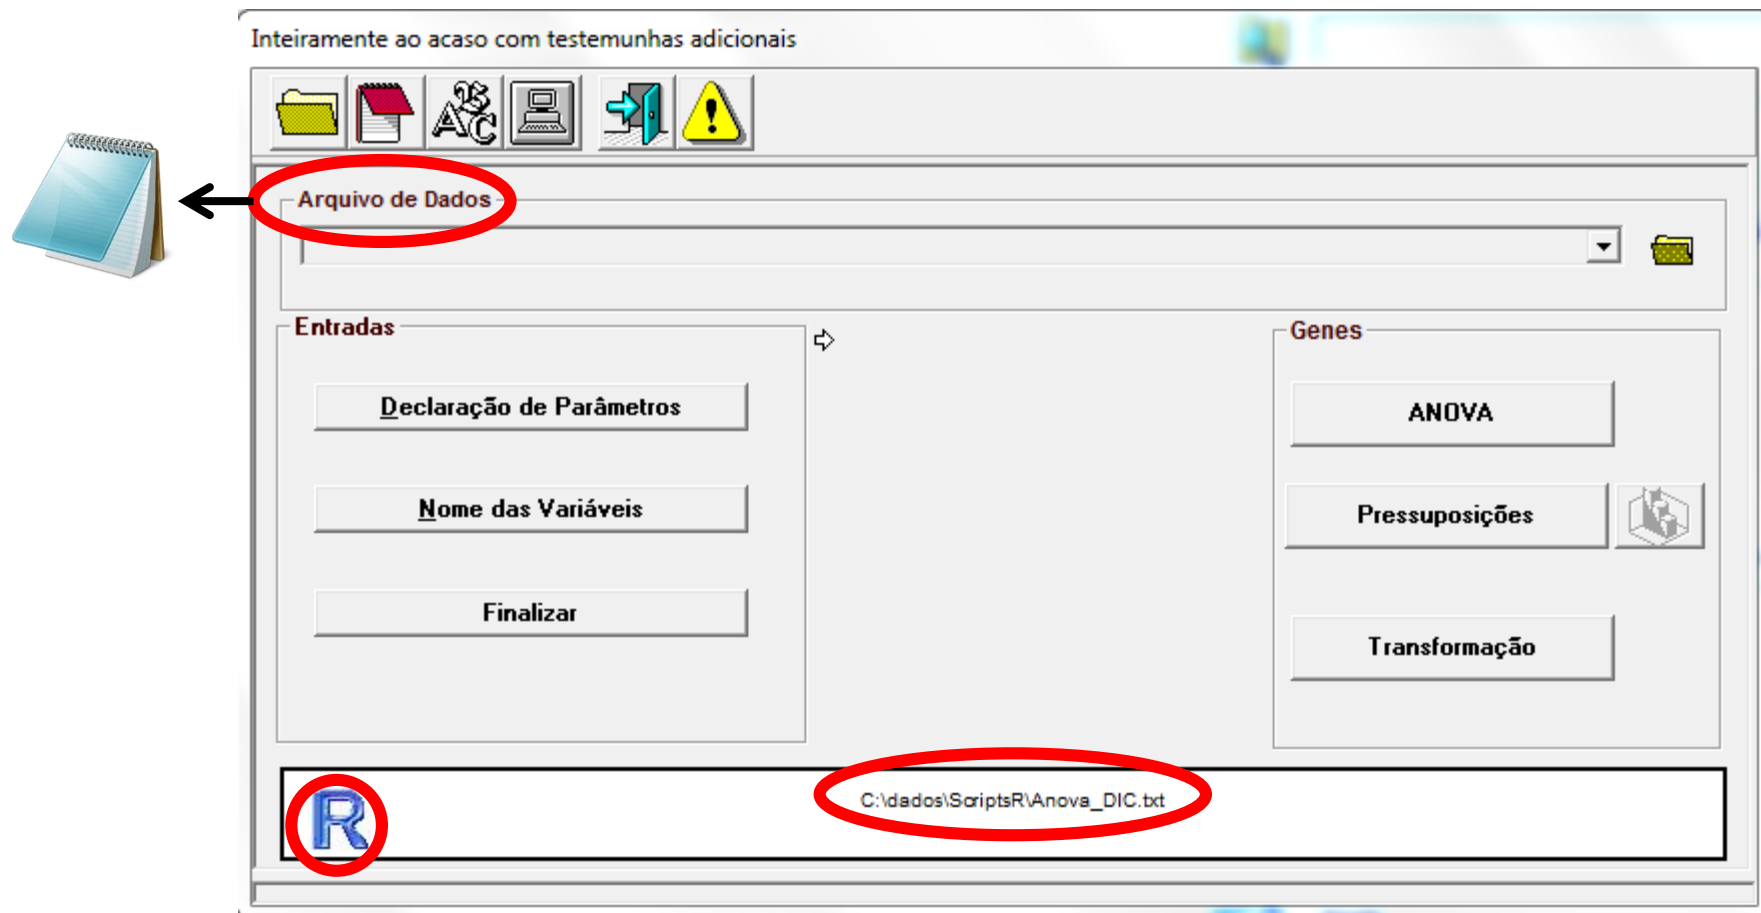 Inteiramente ao acaso com testemunhas adicionais
Arquivo de Dados
Entradas
Declaração de Parâmetros
Nome das Variáveis
Finalizar
Genes
ANOVA
Pressuposições
Transformação
R
C:\dados\ScriptsR\Anova_DIC.txt